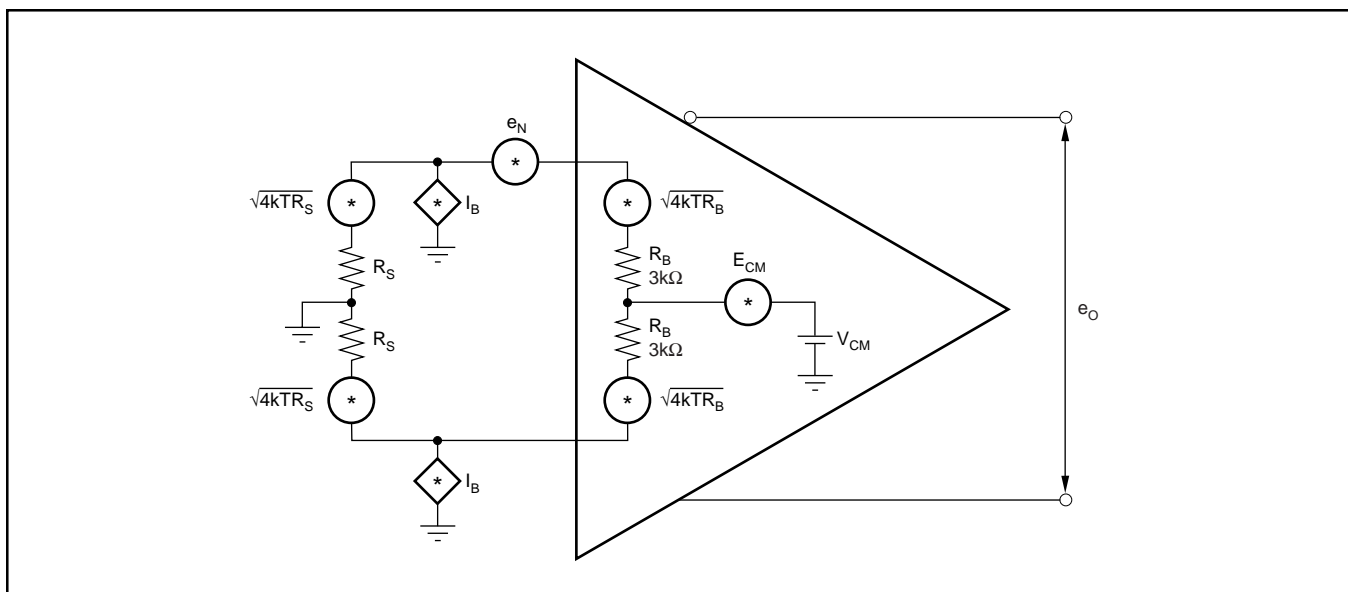 e_N
√4kTR_S
I_B
√4kTR_B
R_S
R_B
3kΩ
E_CM
e_O
R_S
R_B
3kΩ
V_CM
√4kTR_S
√4kTR_B
I_B